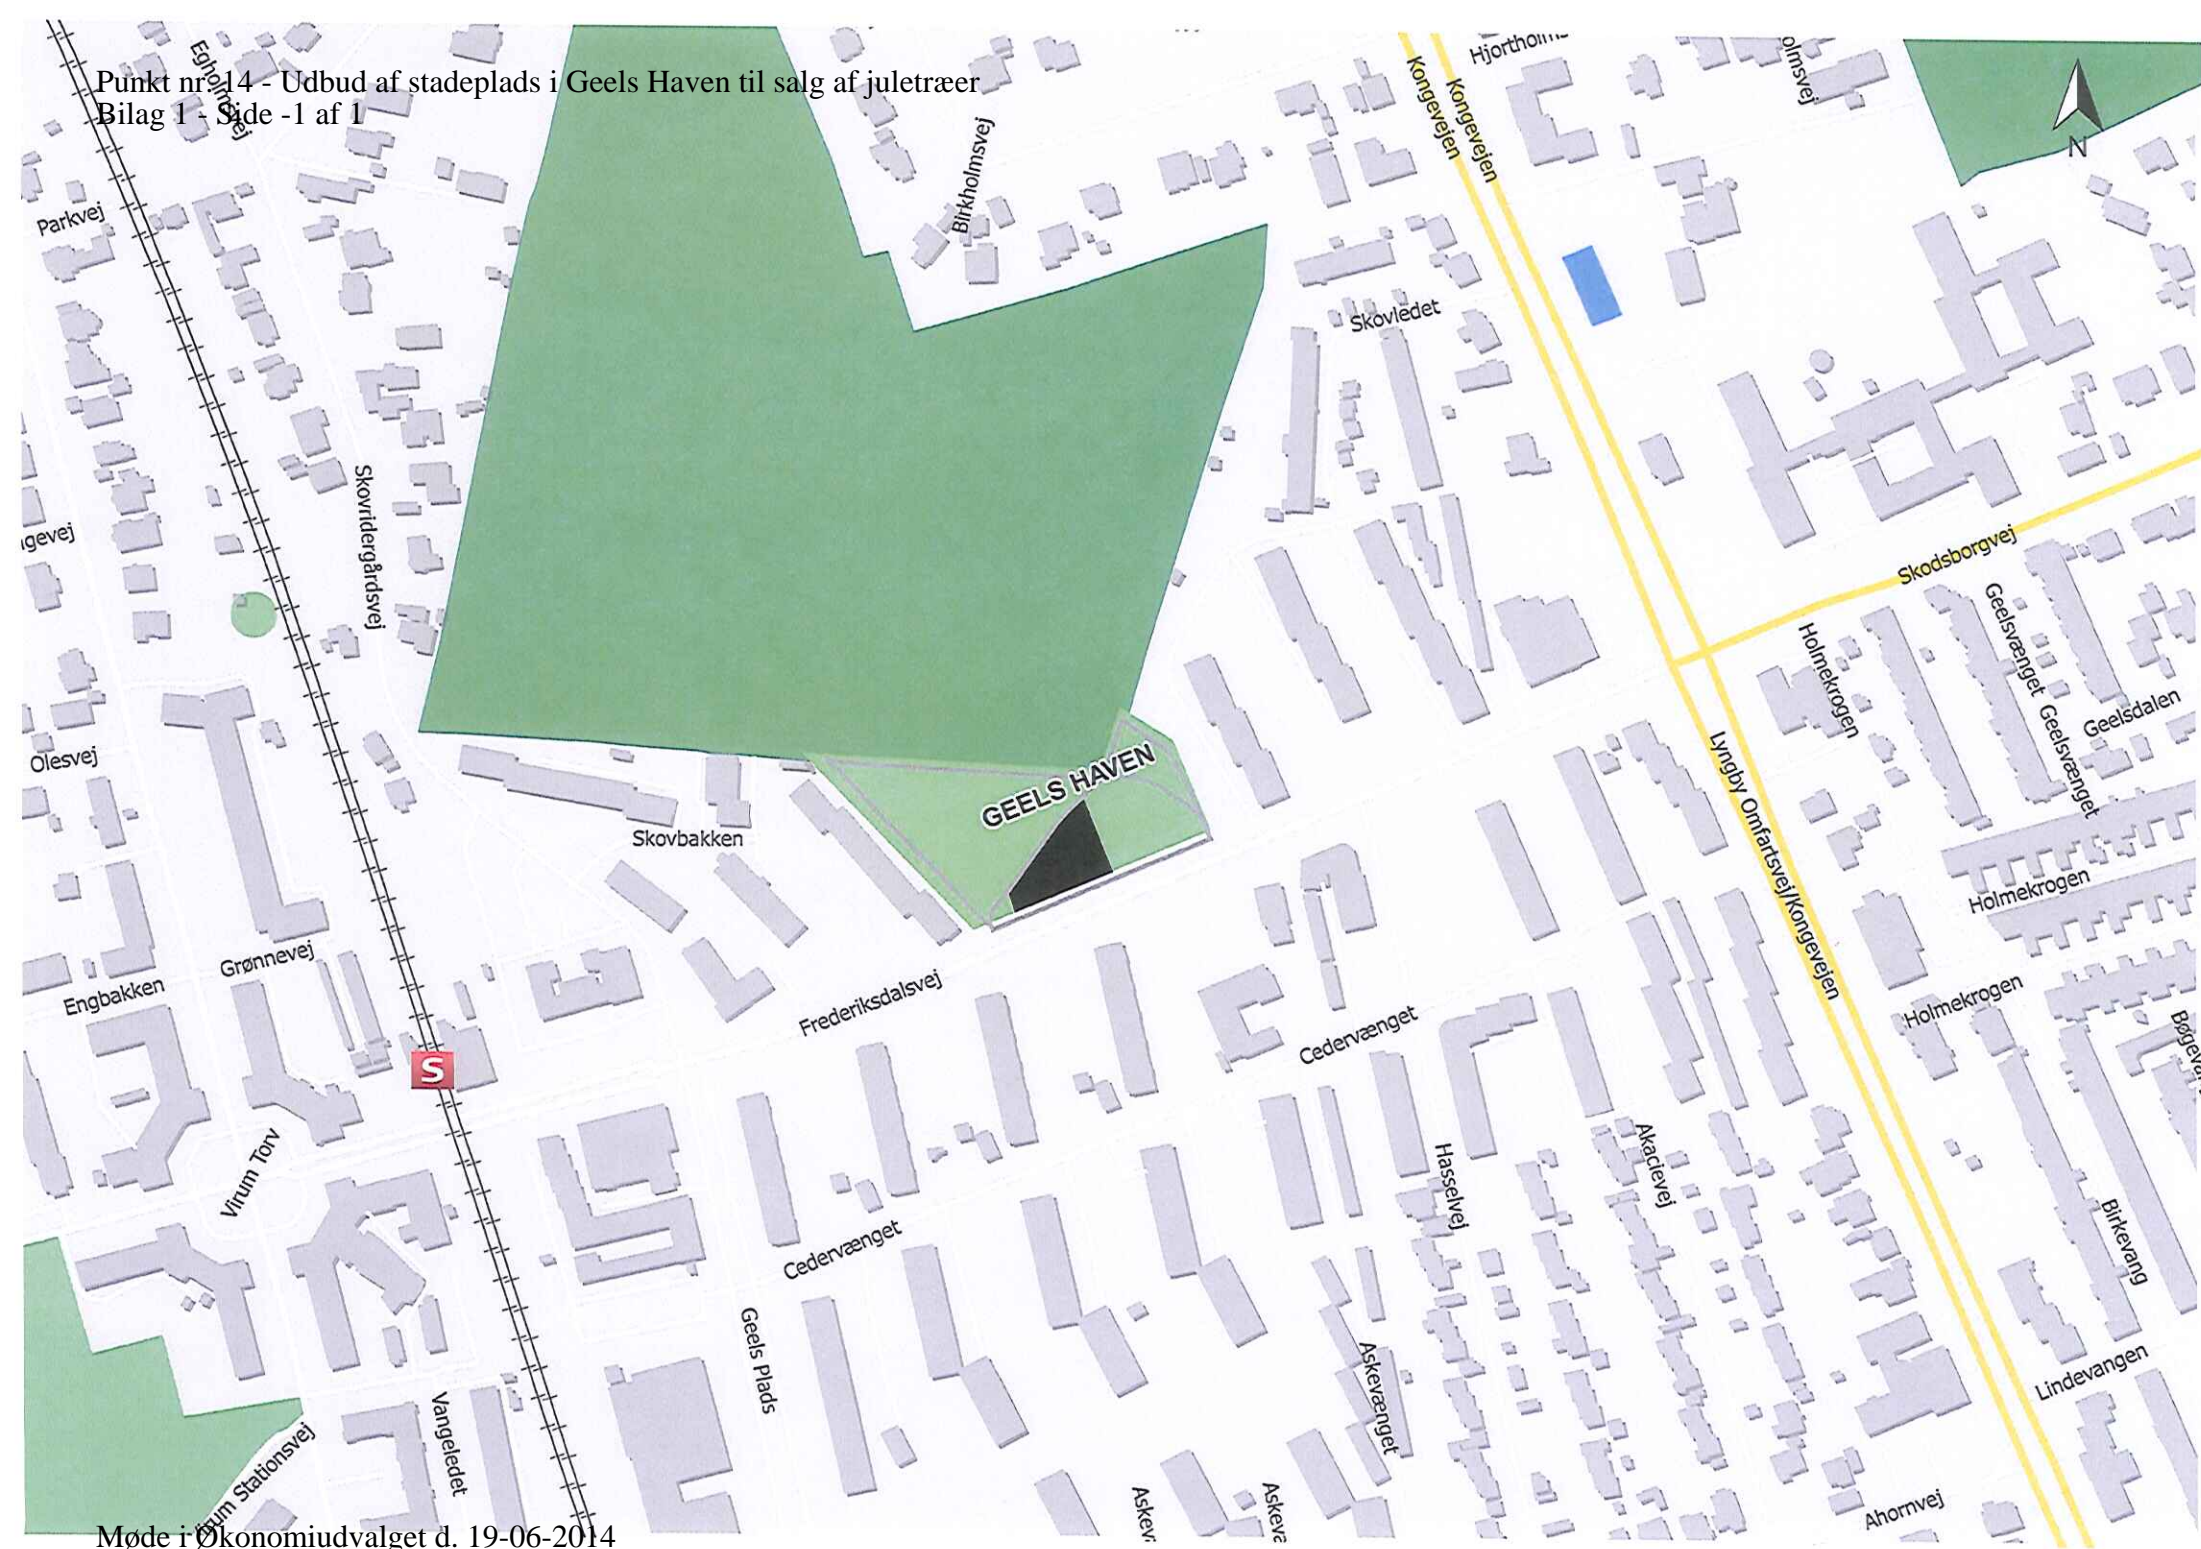 Punkt nr. 14 - Udbud af stadeplads i Geels Haven til salg af juletræer
Bilag 1 - Side -1 af 1
Egholmsvej
Parkvej
Birkholmsvej
Kongevejen
Kongevejen
N
Skovledet
Skovridergårdsvej
Skodsborgvej
Geelsvænget
Holmekrogen
Geelsvænget
Geelsdalen
Olesvej
GEELS HAVEN
Skovbakken
Lyngby Omfartsvej/Kongevejen
Holmekrogen
Grønnevej
Engbakken
Frederiksdalsvej
Holmekrogen
Cedervænget
S
Virum Torv
Hasselvej
Akacievej
Cedervænget
Birkevang
Geels Plads
Askevænget
Lindevangen
Vangeledet
Stationsvej
Ahornvej
Møde i Økonomiudvalget d. 19-06-2014